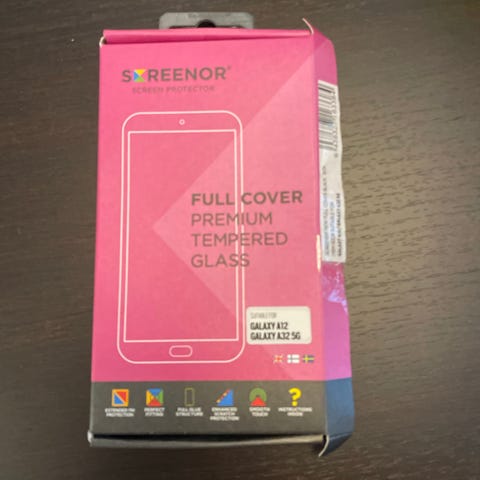 SCREENOR
SCREEN PROTECTOR
FULL COVER
PREMIUM
TEMPERED
GLASS
SUITABLE FOR
GALAXY A12
GALAXY A32 5G
EXTENDED
PROTECTION
PERFECT
FITTING
FULL GLUE
STRUCTURE
ENHANCED
SCRATCH
PROTECTION
SMOOTH
TOUCH
INSTRUCTIONS
INSIDE
?